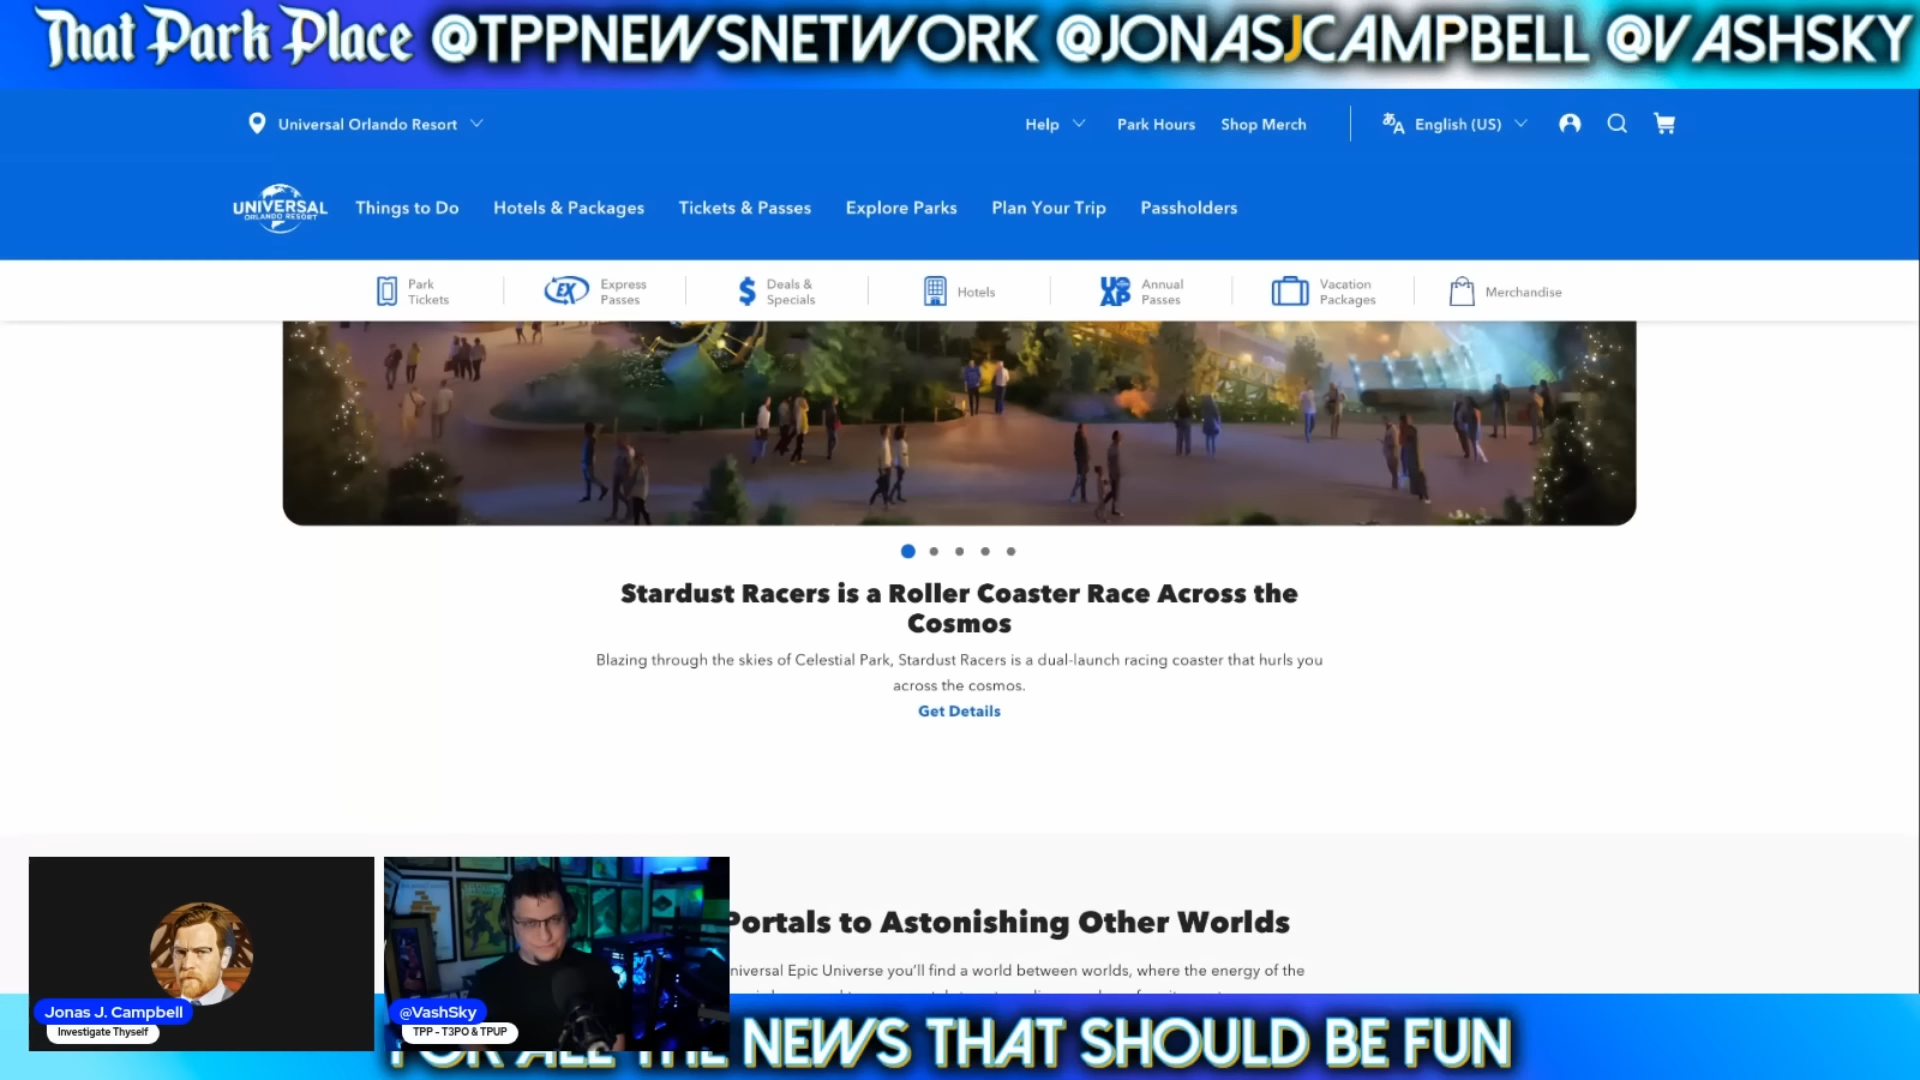 That Park Place @TPPNEWSNETWORK @JONASJCAMPBELL @VASHSKY
Universal Orlando Resort
Help
Park Hours
Shop Merch
English (US)
UNIVERSAL
ORLANDO RESORT
Things to Do
Hotels & Packages
Tickets & Passes
Explore Parks
Plan Your Trip
Passholders
Park
Tickets
EX
Express
Passes
Deals &
Specials
Hotels
UOAP
Annual
Passes
Vacation
Packages
Merchandise
Stardust Racers is a Roller Coaster Race Across the
Cosmos
Blazing through the skies of Celestial Park, Stardust Racers is a dual-launch racing coaster that hurls you
across the cosmos.
Get Details
Portals to Astonishing Other Worlds
niversal Epic Universe you'll find a world between worlds, where the energy of the
Jonas J. Campbell
Investigate Thyself
@VashSky
TPP - T3PO & TPUP
FOR ALL THE NEWS THAT SHOULD BE FUN